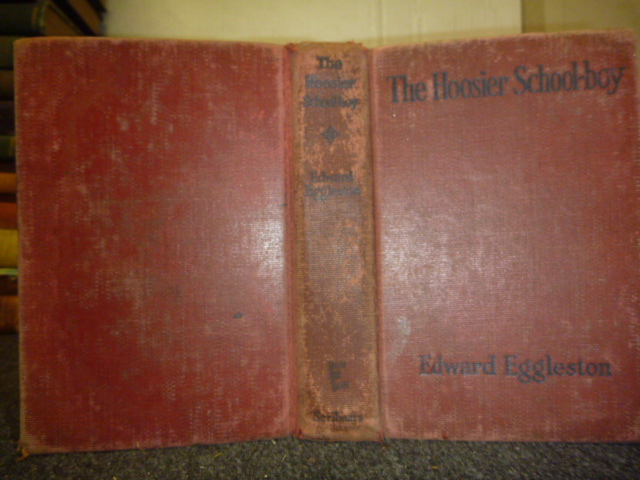 The
Hoosier
School-boy
Edward
Eggleston
Scribners
The Hoosier School-boy
Edward Eggleston